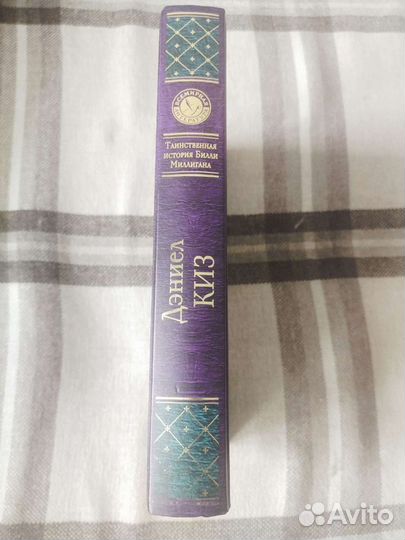 ВСЕМИРНАЯ
ЛИТЕРАТУРА
Таинственная
история Билли
Миллигана
Дэниел
КИЗ
Avito